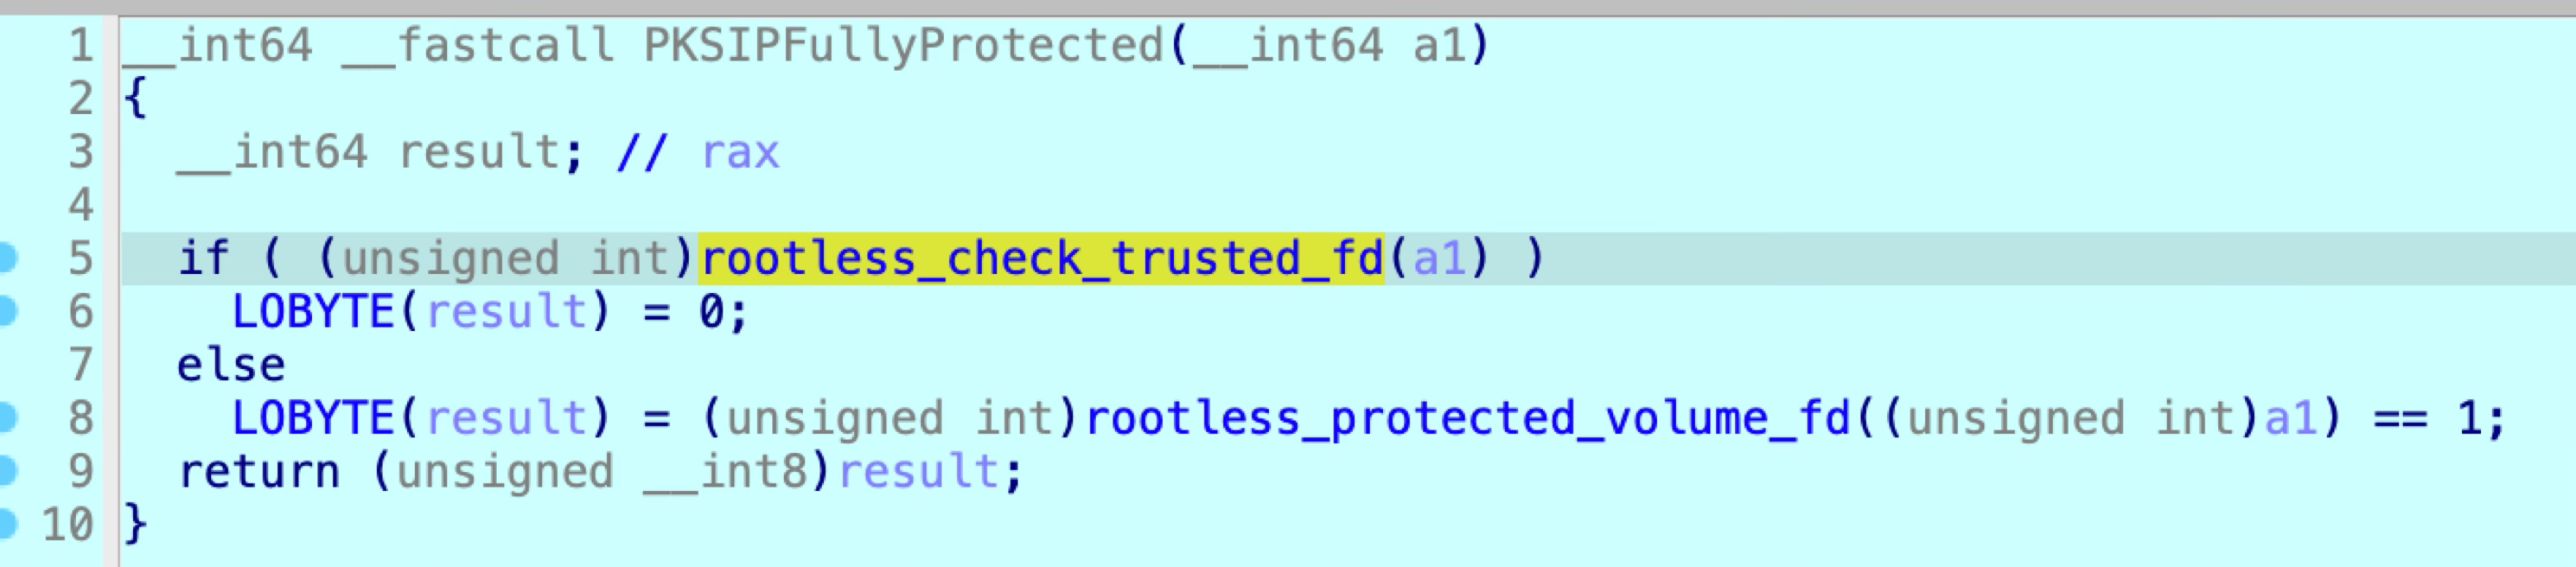 1 __int64 __fastcall PKSIPFullyProtected(__int64 a1)
2 {
3   __int64 result; // rax
4
5   if ( (unsigned int)rootless_check_trusted_fd(a1) )
6     LOBYTE(result) = 0;
7   else
8     LOBYTE(result) = (unsigned int)rootless_protected_volume_fd((unsigned int)a1) == 1;
9   return (unsigned __int8)result;
10 }